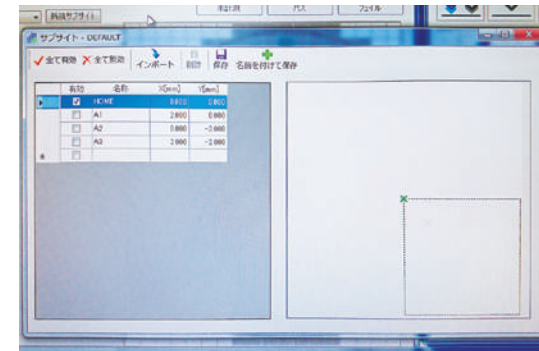 新規サブサイト
ファイル
サブサイト - DEFAULT
全て有効 全て無効 インポート 削除 保存 名前を付けて保存
有効 名称 X[mm] Y[mm]
HOME 0.000 0.000
A1 2.000 0.000
A2 0.000 -2.000
A3 2.000 -2.000